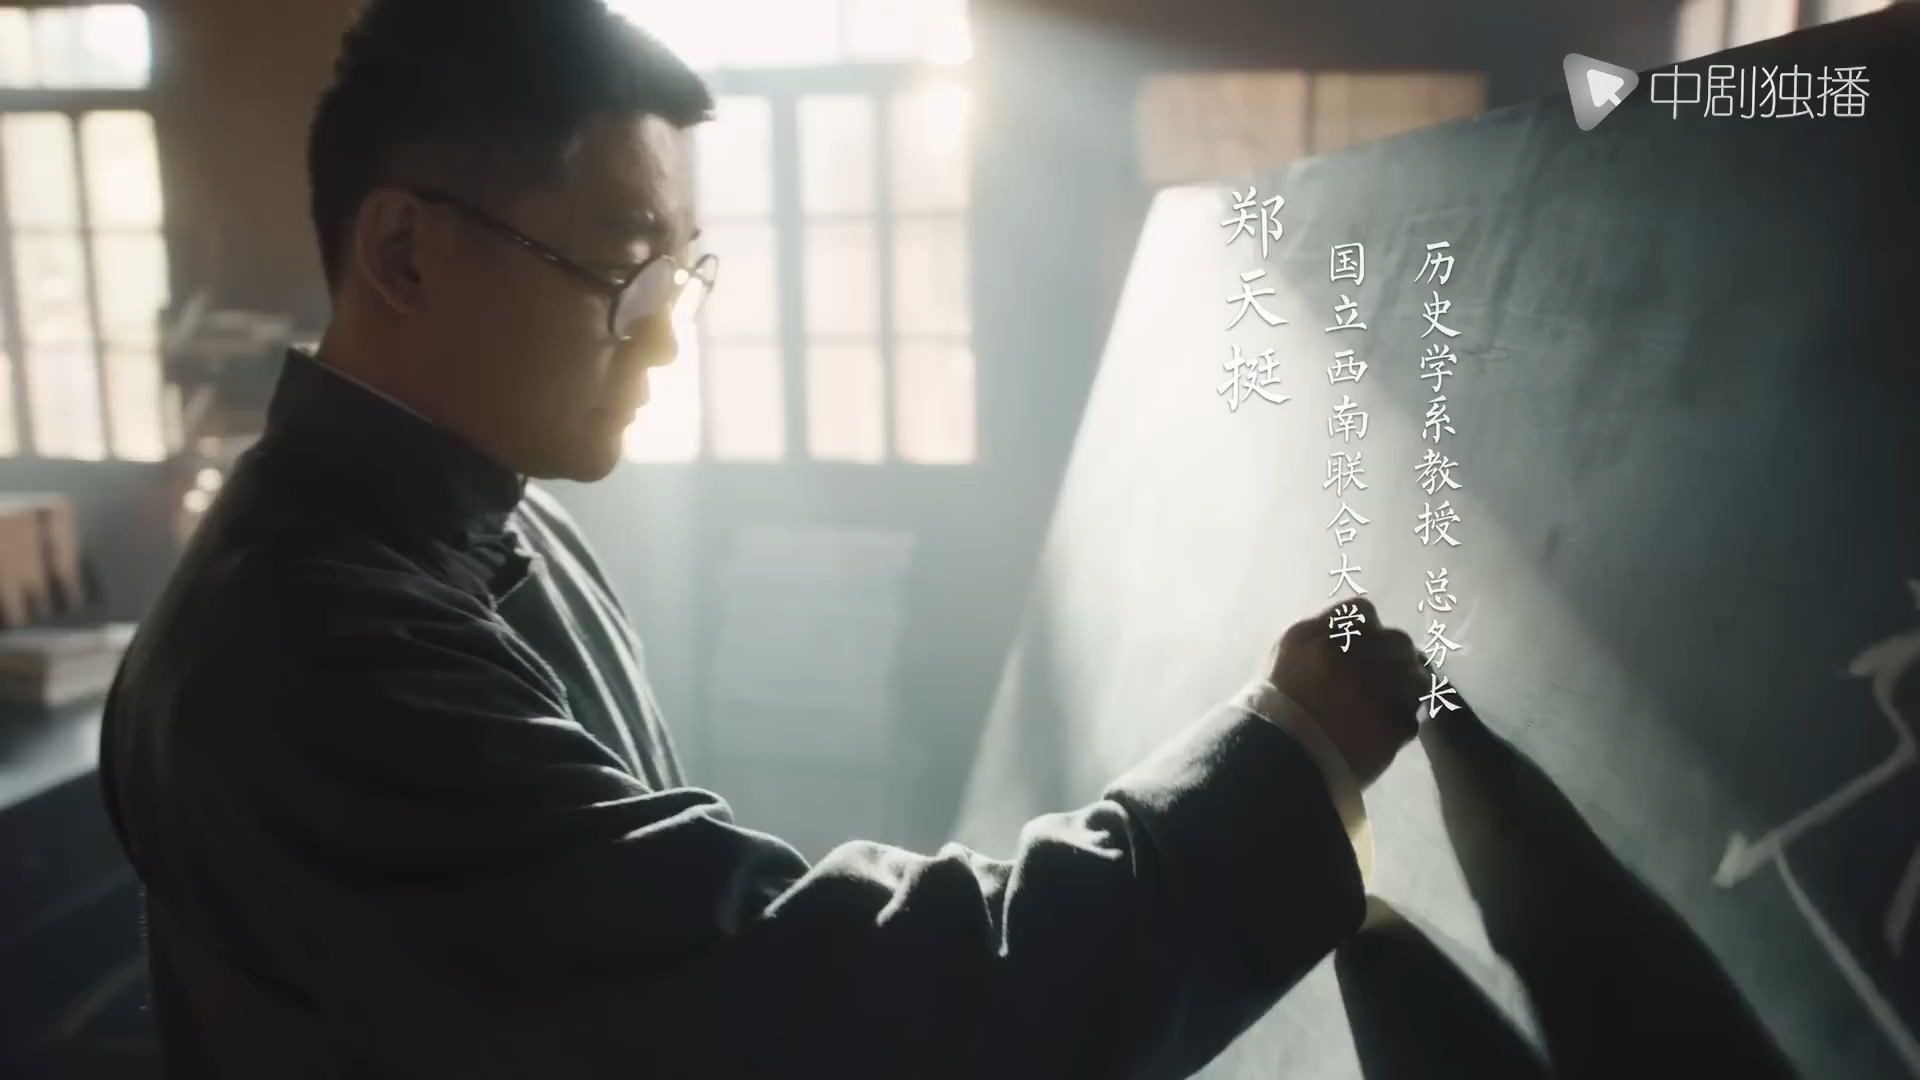 中剧独播
郑天挺
国立西南联合大学
历史学系教授 总务长